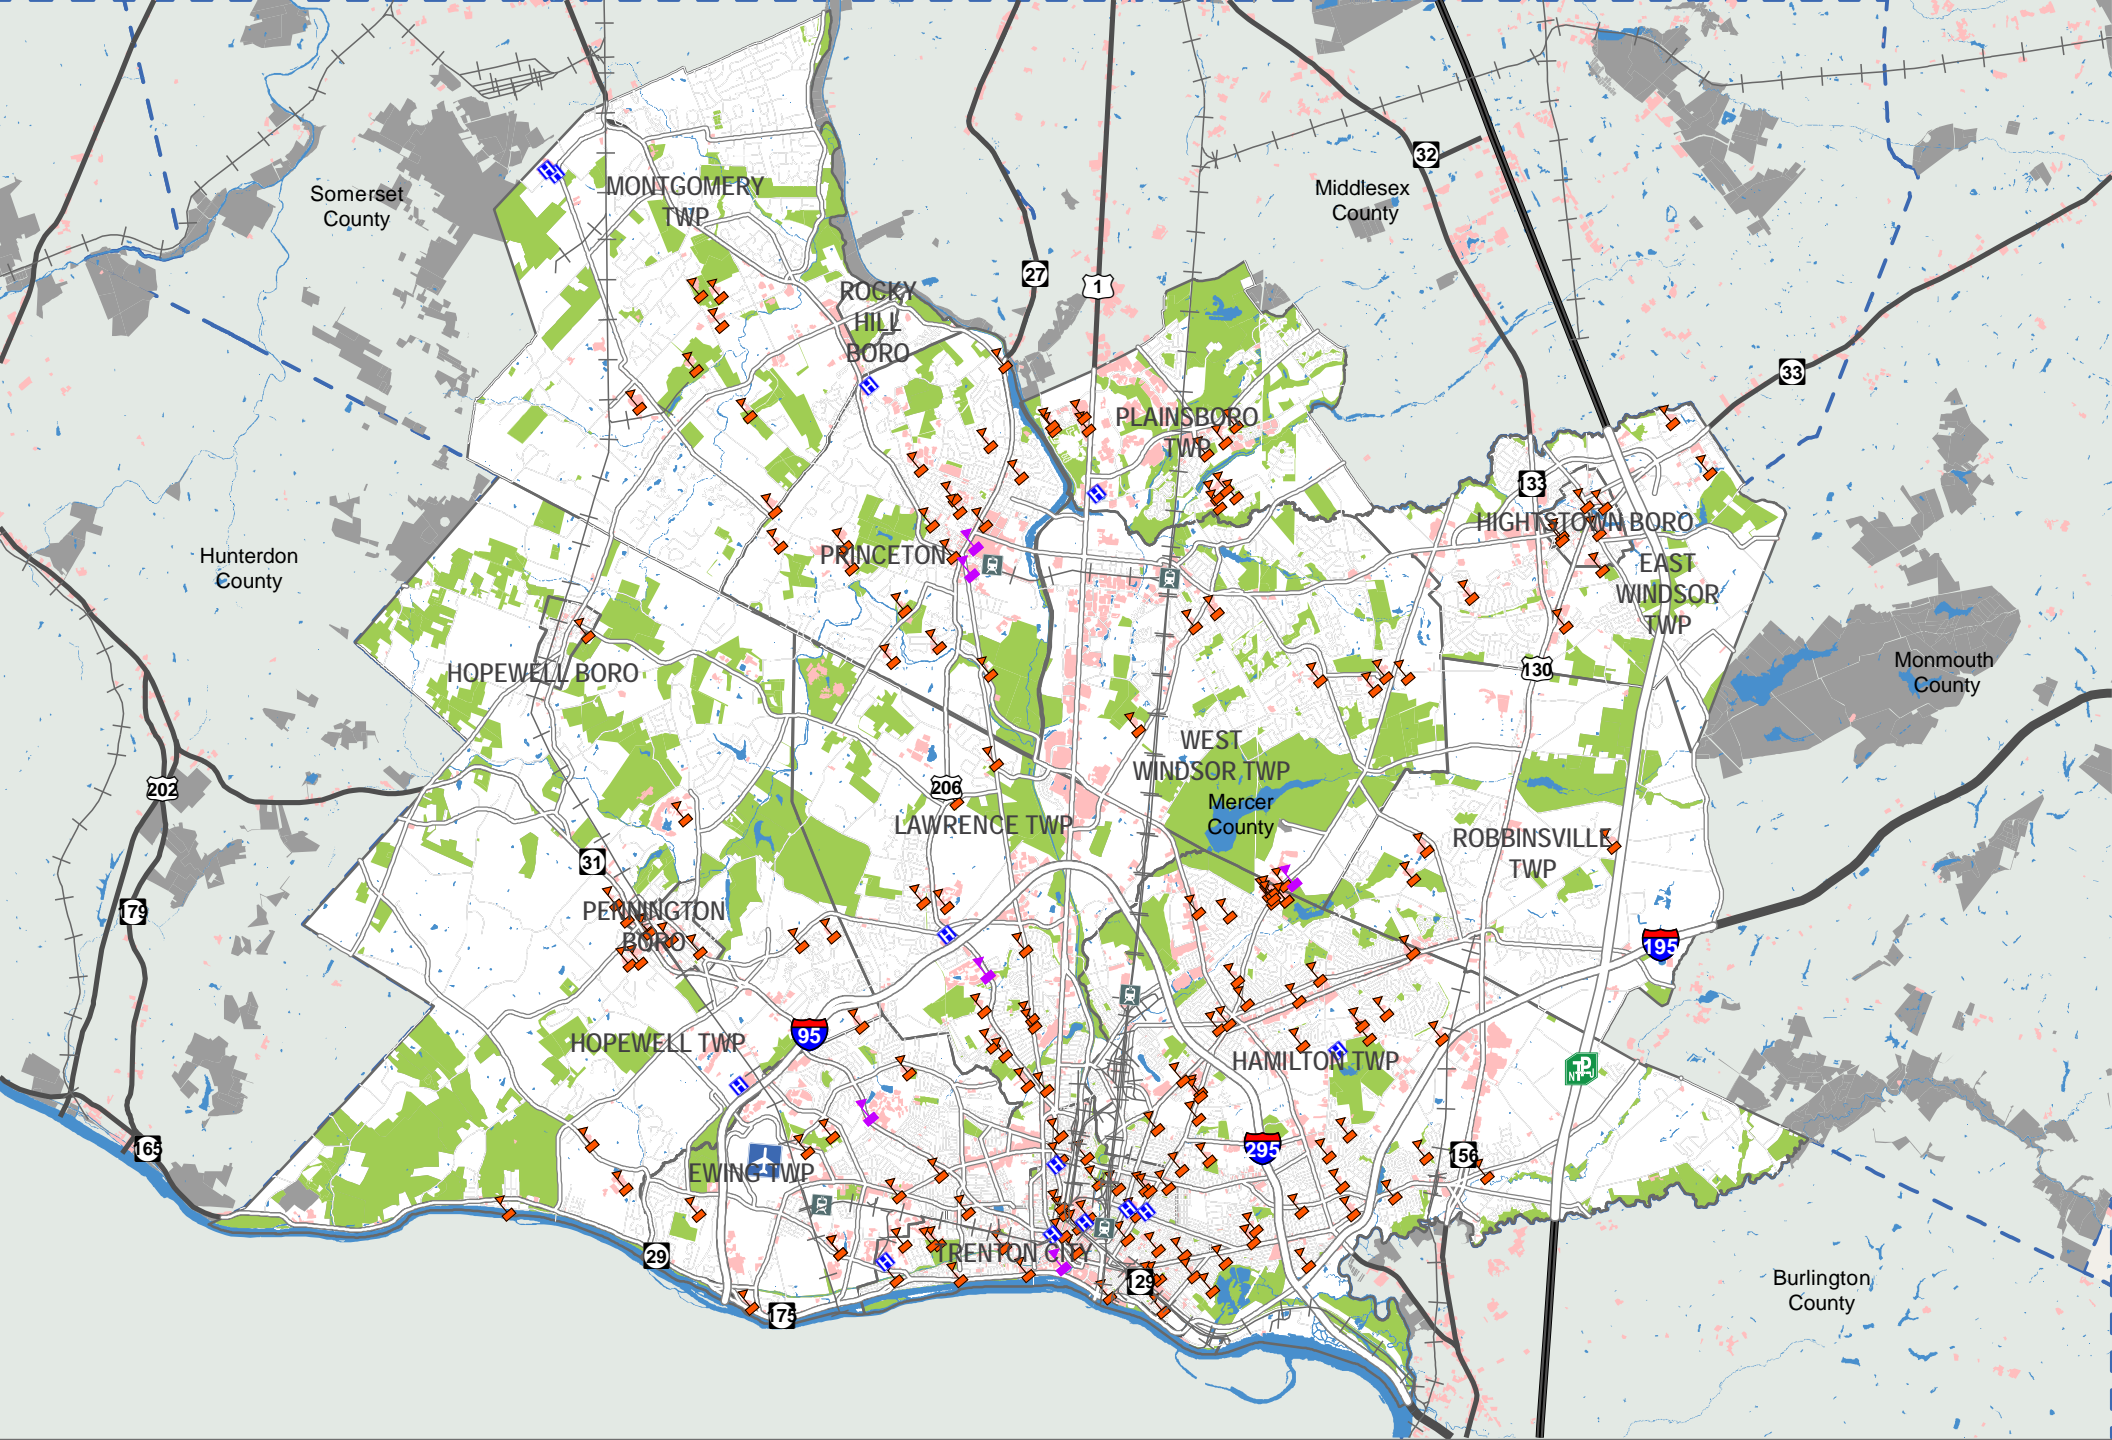 32
Somerset
County
MONTGOMERY
TWP
Middlesex
County
H
H
27
1
ROCKY
HILL
BORO
H
33
PLAINSBORO
TWP
133
H
HIGHTSTOWN BORO
Hunterdon
County
PRINCETON
EAST
WINDSOR
TWP
HOPEWELL BORO
130
Monmouth
County
WEST
WINDSOR TWP
202
206
Mercer
County
LAWRENCE TWP
ROBBINSVILLE
TWP
31
179
PENNINGTON
BORO
H
195
95
HOPEWELL TWP
H
HAMILTON TWP
NTPJ
H
165
295
156
EWING TWP
H
H
H
H
H
29
H
TRENTON CITY
129
175
Burlington
County